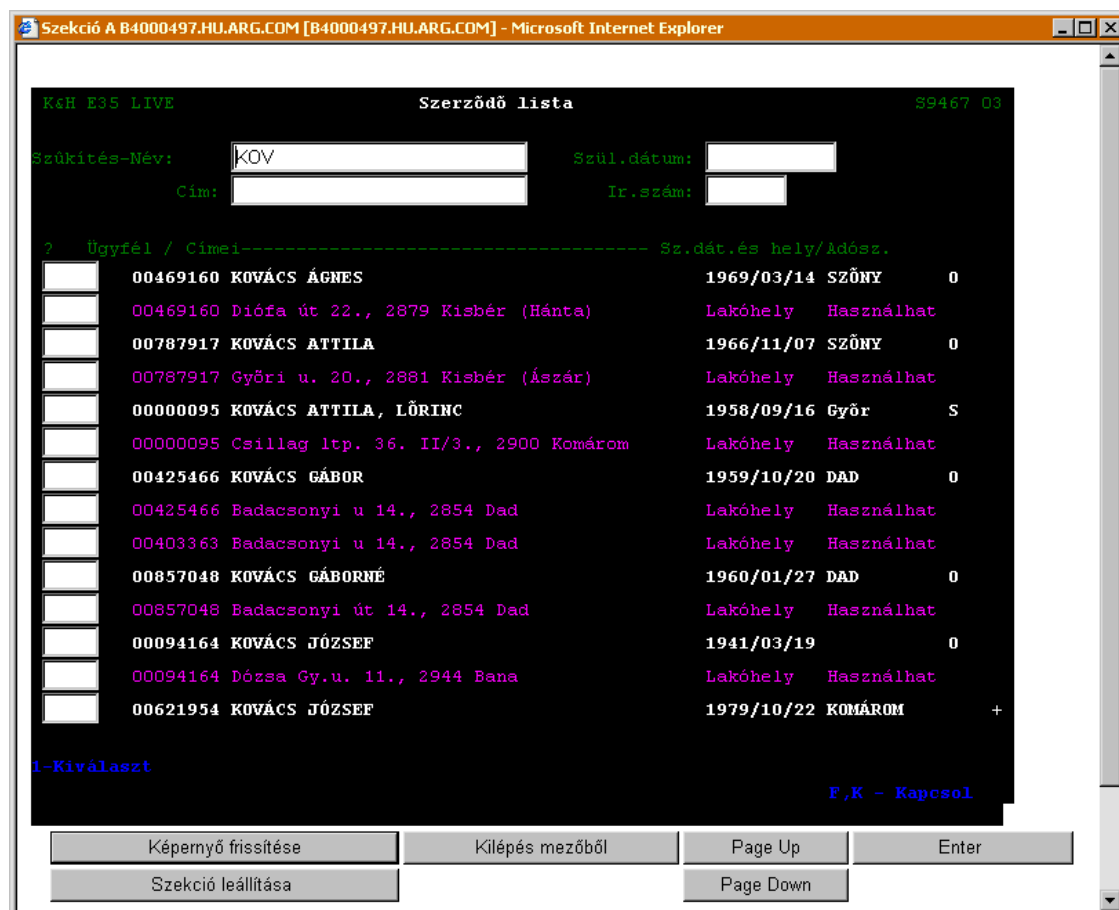 Szekció A B4000497.HU.ARG.COM [B4000497.HU.ARG.COM] - Microsoft Internet Explorer
K&H E35 LIVE Szerzõdõ lista S9467 03
Szûkítés-Név: KOV Szül.dátum:
Cím: Ir.szám:
? Ügyfél / Címei------------------------------------- Sz.dát.és hely/Adósz.
00469160 KOVÁCS ÁGNES 1969/03/14 SZÕNY 0
00469160 Diófa út 22., 2879 Kisbér (Hánta) Lakóhely Használhat
00787917 KOVÁCS ATTILA 1966/11/07 SZÕNY 0
00787917 Gyõri u. 20., 2881 Kisbér (Ászár) Lakóhely Használhat
00000095 KOVÁCS ATTILA, LÕRINC 1958/09/16 Gyõr S
00000095 Csillag ltp. 36. II/3., 2900 Komárom Lakóhely Használhat
00425466 KOVÁCS GÁBOR 1959/10/20 DAD 0
00425466 Badacsonyi u 14., 2854 Dad Lakóhely Használhat
00403363 Badacsonyi u 14., 2854 Dad Lakóhely Használhat
00857048 KOVÁCS GÁBORNÉ 1960/01/27 DAD 0
00857048 Badacsonyi út 14., 2854 Dad Lakóhely Használhat
00094164 KOVÁCS JÓZSEF 1941/03/19 0
00094164 Dózsa Gy.u. 11., 2944 Bana Lakóhely Használhat
00621954 KOVÁCS JÓZSEF 1979/10/22 KOMÁROM +
1-Kiválaszt
F,K - Kapcsol
Képernyő frissítése Kilépés mezőből Page Up Enter
Szekció leállítása Page Down